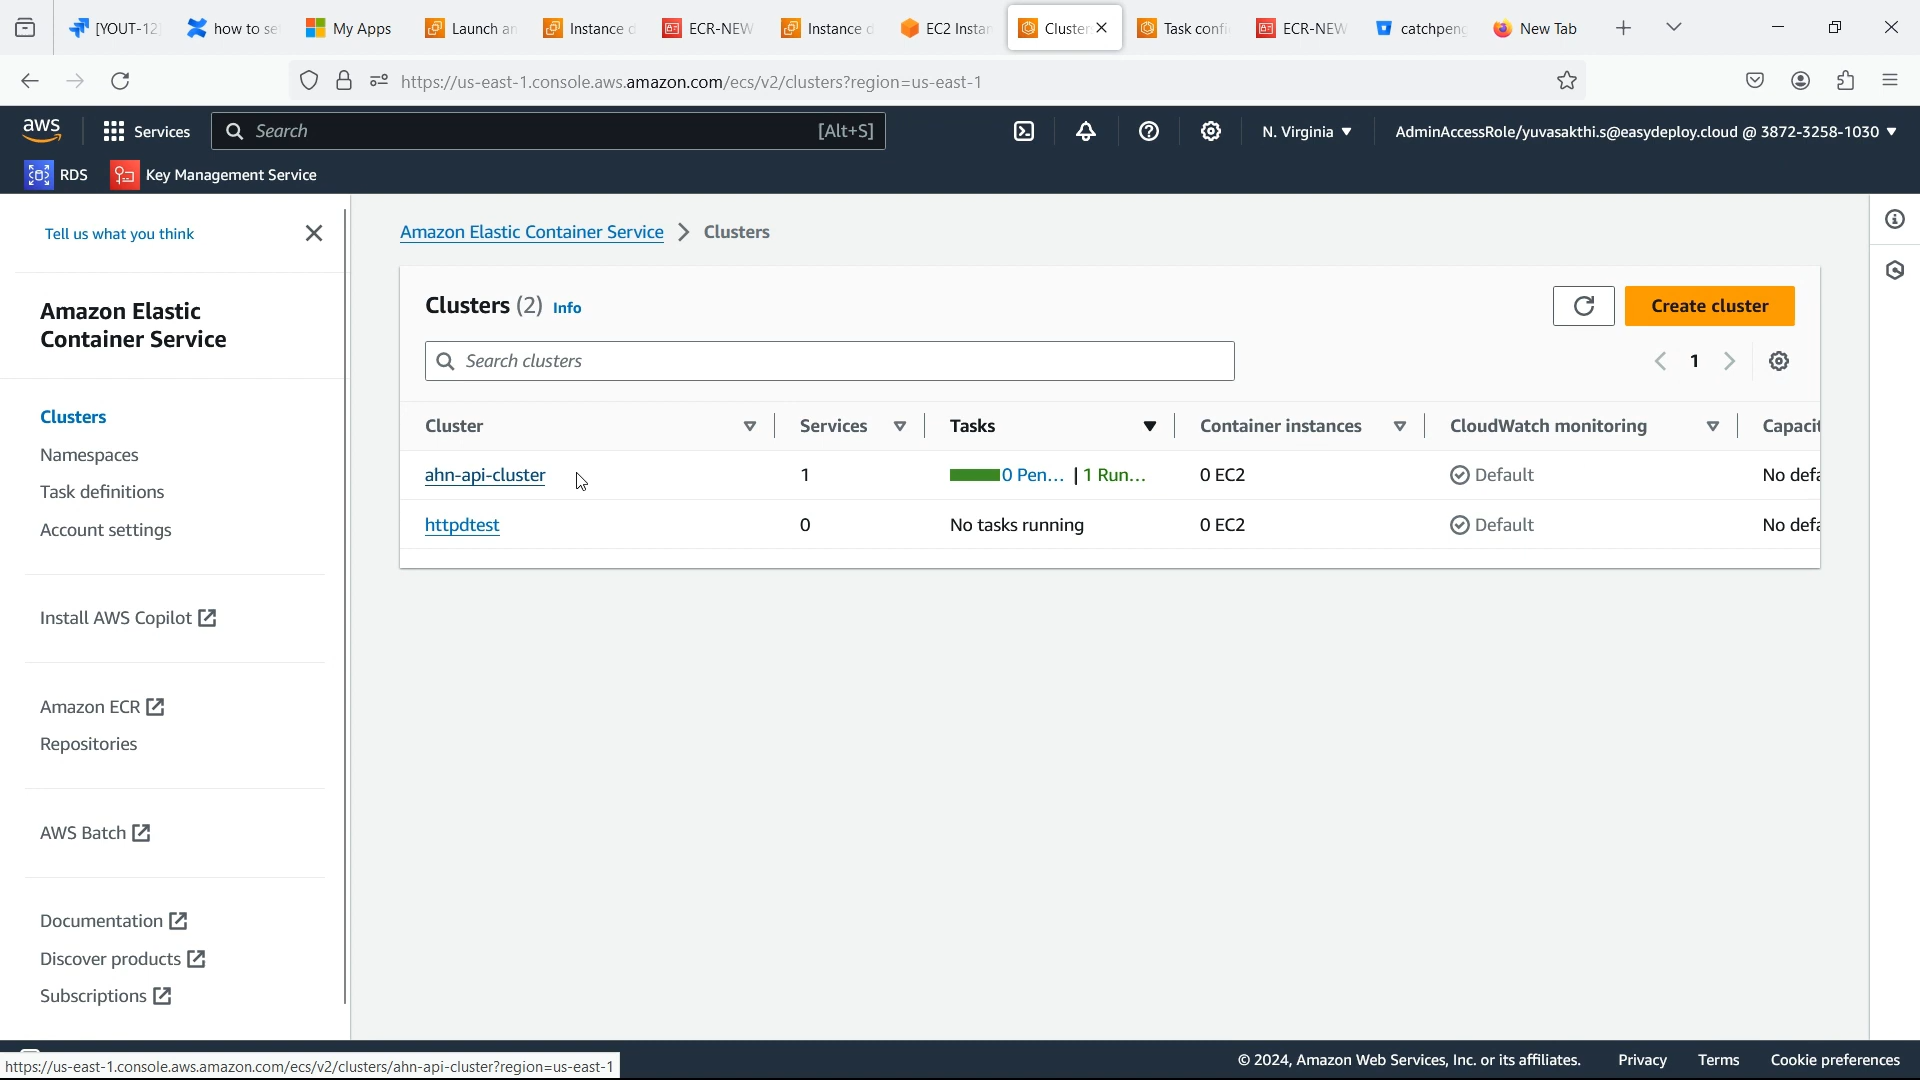 [YOUT-12]
how to se
My Apps
Launch an
Instance d
ECR-NEW
Instance d
EC2 Instan
Cluster
Task confi
ECR-NEW
catchpeng
New Tab
https://us-east-1.console.aws.amazon.com/ecs/v2/clusters?region=us-east-1
aws
Services
Search
[Alt+S]
N. Virginia
AdminAccessRole/yuvasakthi.s@easydeploy.cloud @ 3872-3258-1030
RDS
Key Management Service
Tell us what you think
Amazon Elastic Container Service > Clusters
Amazon Elastic
Container Service
Clusters
Namespaces
Task definitions
Account settings
Install AWS Copilot
Amazon ECR
Repositories
AWS Batch
Documentation
Discover products
Subscriptions
Clusters (2) Info
Create cluster
Search clusters
1
Cluster Services Tasks Container instances CloudWatch monitoring Capacit
ahn-api-cluster 1 0 Pen... | 1 Run... 0 EC2 Default No defa
httpdtest 0 No tasks running 0 EC2 Default No defa
https://us-east-1.console.aws.amazon.com/ecs/v2/clusters/ahn-api-cluster?region=us-east-1
© 2024, Amazon Web Services, Inc. or its affiliates. Privacy Terms Cookie preferences